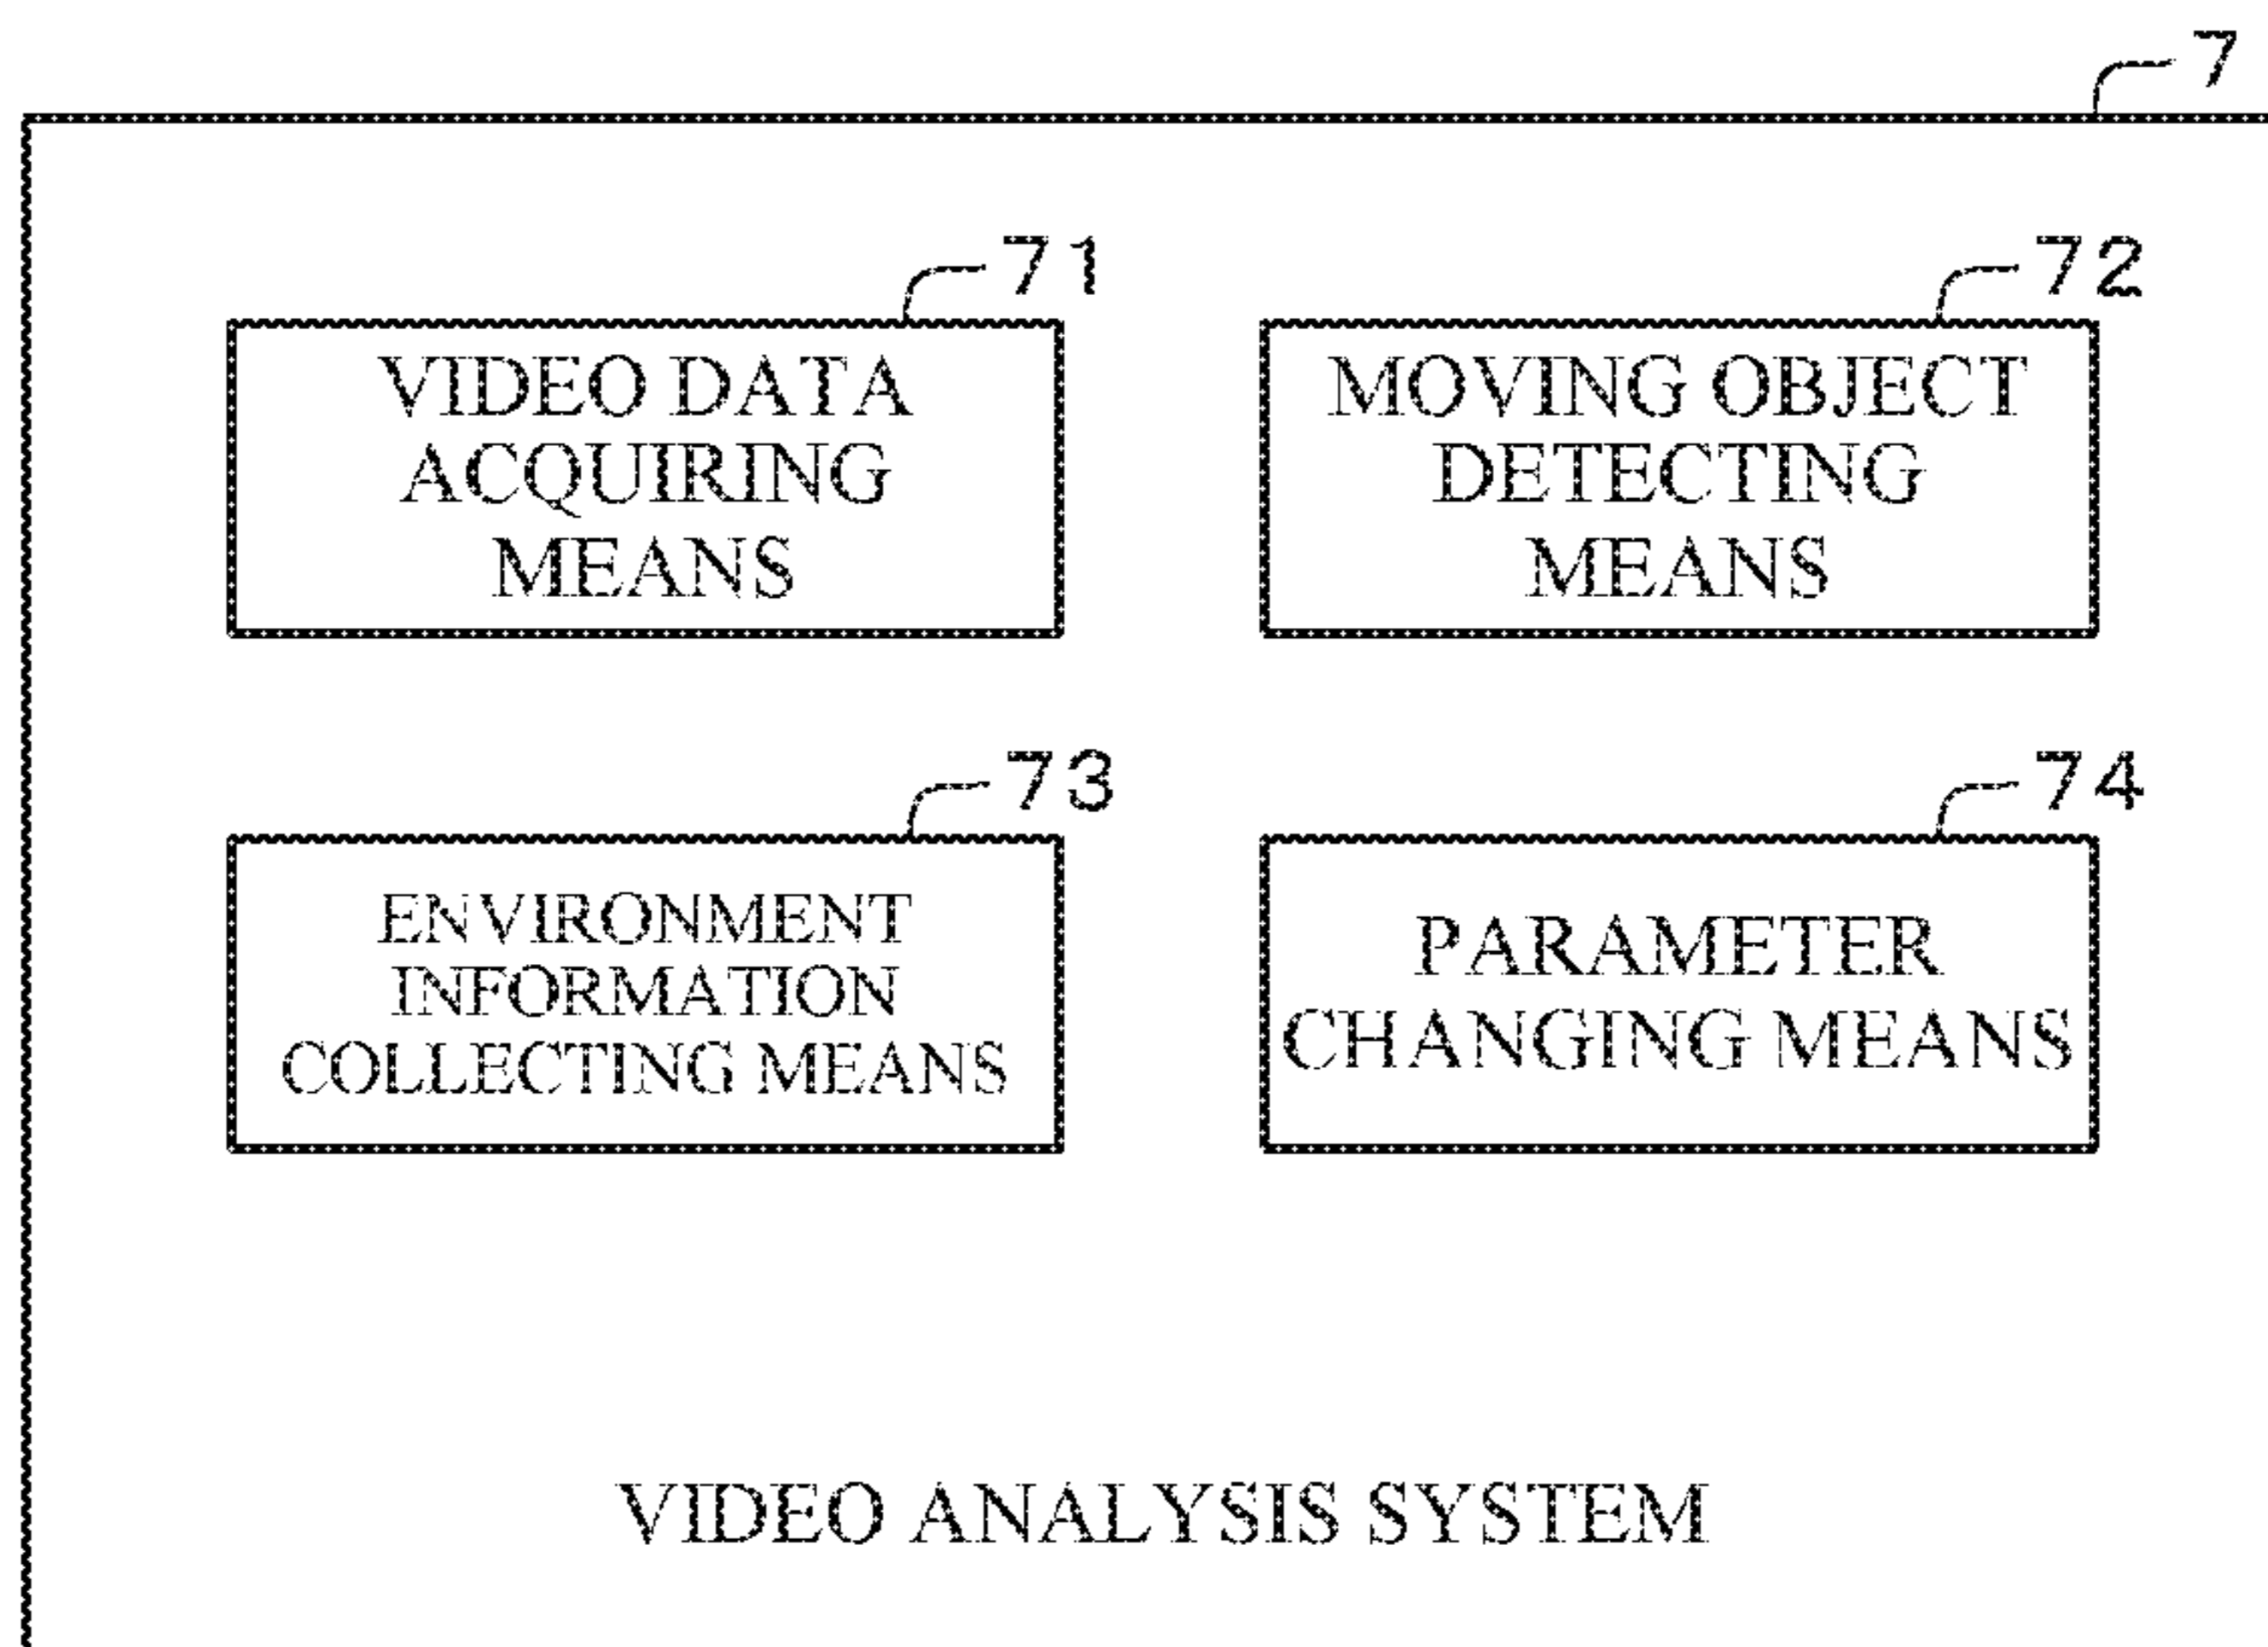 7
71
VIDEO DATA
ACQUIRING
MEANS
72
MOVING OBJECT
DETECTING
MEANS
73
ENVIRONMENT
INFORMATION
COLLECTING MEANS
74
PARAMETER
CHANGING MEANS
VIDEO ANALYSIS SYSTEM